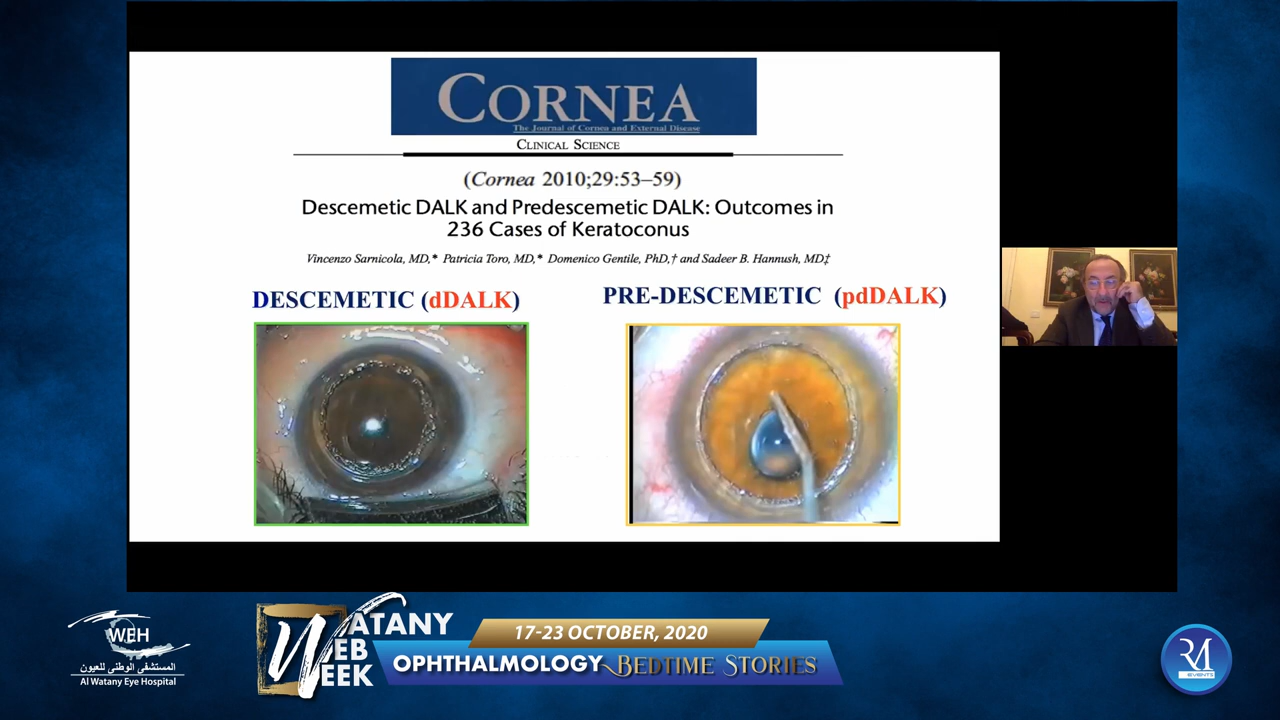 CORNEA
The Journal of Cornea and External Disease
CLINICAL SCIENCE
(Cornea 2010;29:53–59)
Descemetic DALK and Predescemetic DALK: Outcomes in
236 Cases of Keratoconus
Vincenzo Sarnicola, MD,* Patricia Toro, MD,* Domenico Gentile, PhD,† and Sadeer B. Hannush, MD‡
DESCEMETIC (dDALK)
PRE-DESCEMETIC (pdDALK)
WEH
المستشفى الوطني للعيون
Al Watany Eye Hospital
WATANY
WEB
WEEK
17-23 OCTOBER, 2020
OPHTHALMOLOGY BEDTIME STORIES
RM
EVENTS